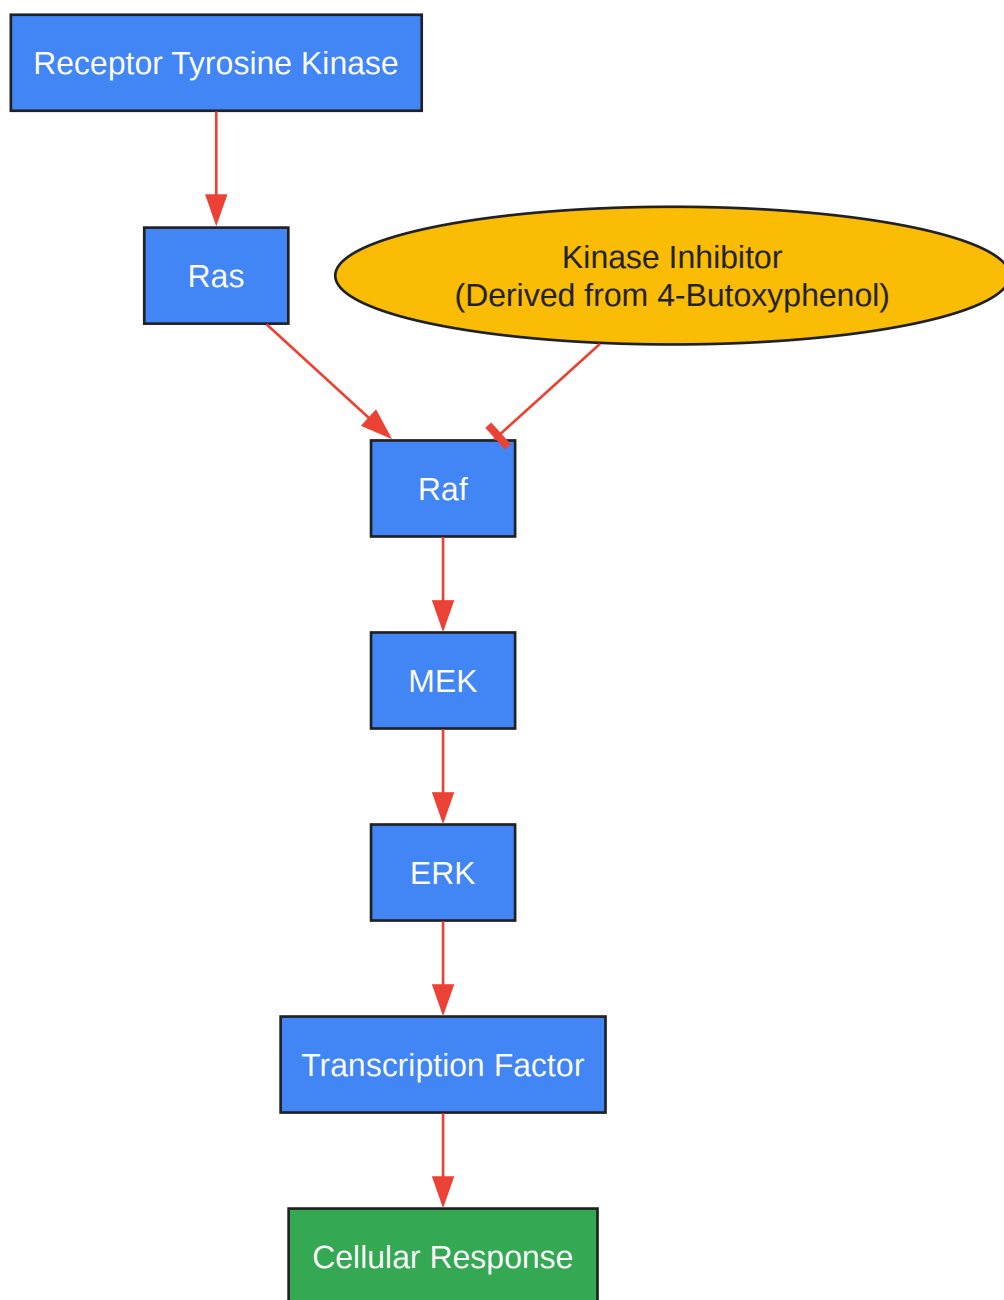 Receptor Tyrosine Kinase
Ras
Kinase Inhibitor
(Derived from 4-Butoxyphenol)
Raf
MEK
ERK
Transcription Factor
Cellular Response